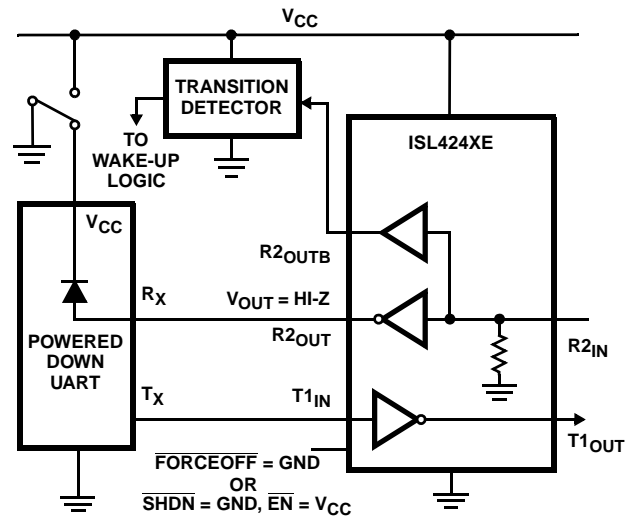 VCC
TRANSITION
DETECTOR
TO
WAKE-UP
LOGIC
ISL424XE
VCC
R2OUTB
RX
VOUT = HI-Z
R2OUT
R2IN
POWERED
DOWN
UART
TX
T1IN
T1OUT
FORCEOFF = GND
OR
SHDN = GND, EN = VCC